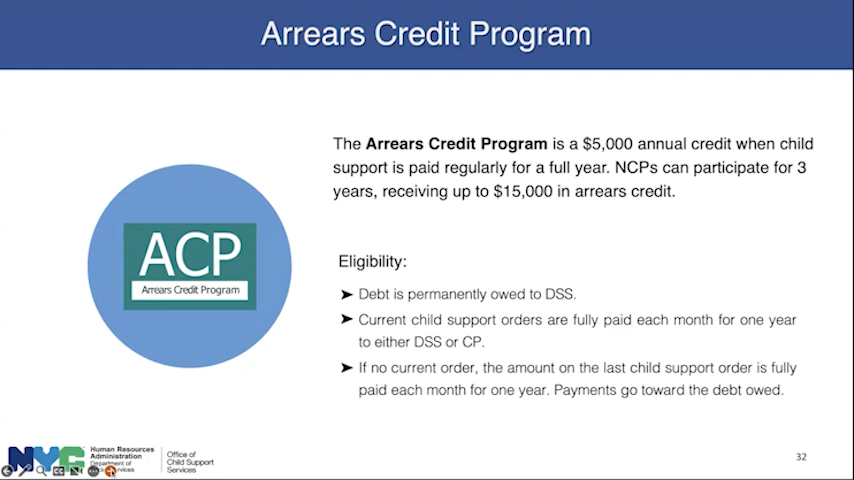 Arrears Credit Program
The Arrears Credit Program is a $5,000 annual credit when child
support is paid regularly for a full year. NCPs can participate for 3
years, receiving up to $15,000 in arrears credit.
ACP
Arrears Credit Program
Eligibility:
➤ Debt is permanently owed to DSS.
➤ Current child support orders are fully paid each month for one year
to either DSS or CP.
➤ If no current order, the amount on the last child support order is fully
paid each month for one year. Payments go toward the debt owed.
NYC
Human Resources
Administration
Department of
Services
Office of
Child Support
Services
32